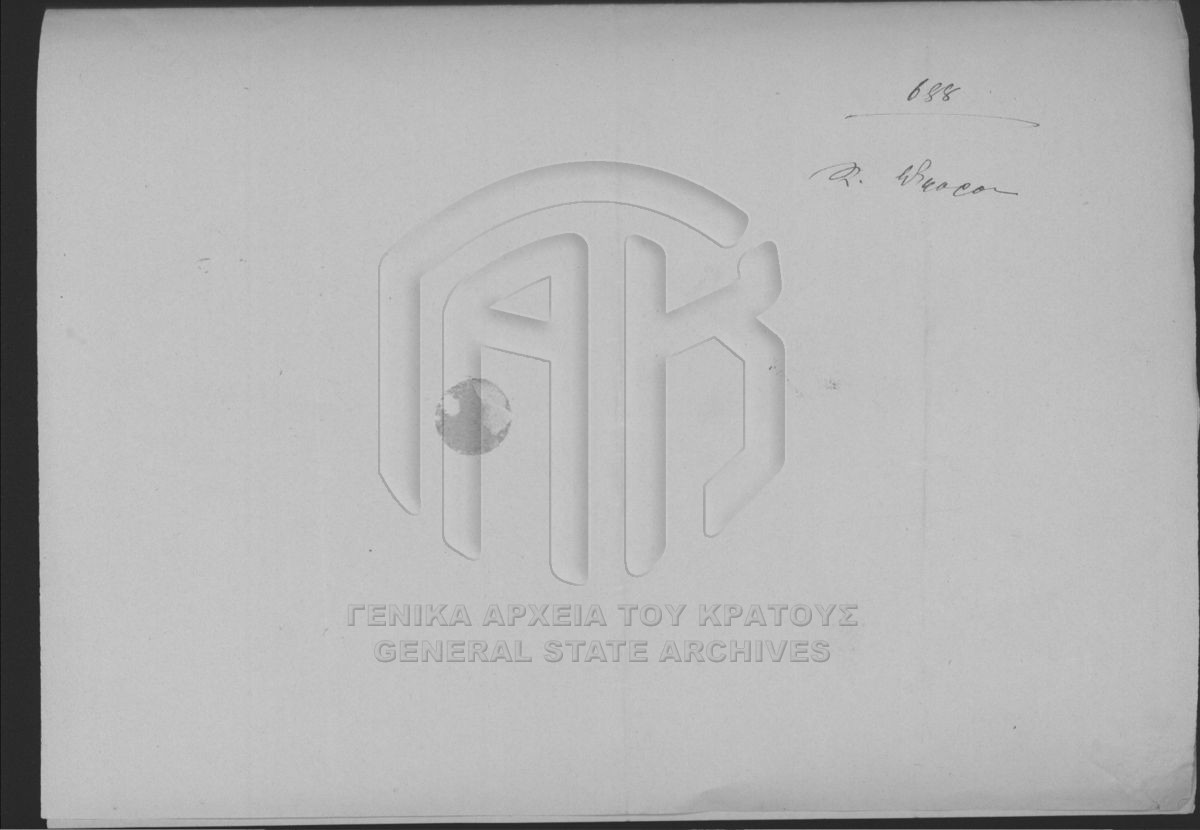 688
ΓΕΝΙΚΑ ΑΡΧΕΙΑ ΤΟΥ ΚΡΑΤΟΥΣ
GENERAL STATE ARCHIVES